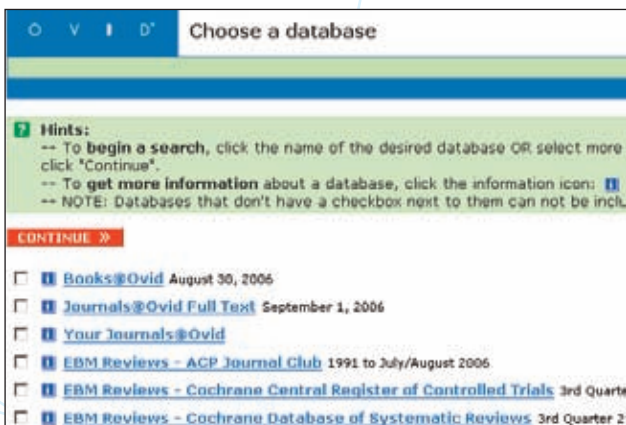 O V I D Choose a database
? Hints:
-- To begin a search, click the name of the desired database OR select more
click "Continue".
-- To get more information about a database, click the information icon: i
-- NOTE: Databases that don't have a checkbox next to them can not be
CONTINUE »
i Books@Ovid August 30, 2006
i Journals@Ovid Full Text September 1, 2006
i Your Journals@Ovid
i EBM Reviews - ACP Journal Club 1991 to July/August 2006
i EBM Reviews - Cochrane Central Register of Controlled Trials 3rd
i EBM Reviews - Cochrane Database of Systematic Reviews 3rd Quarter